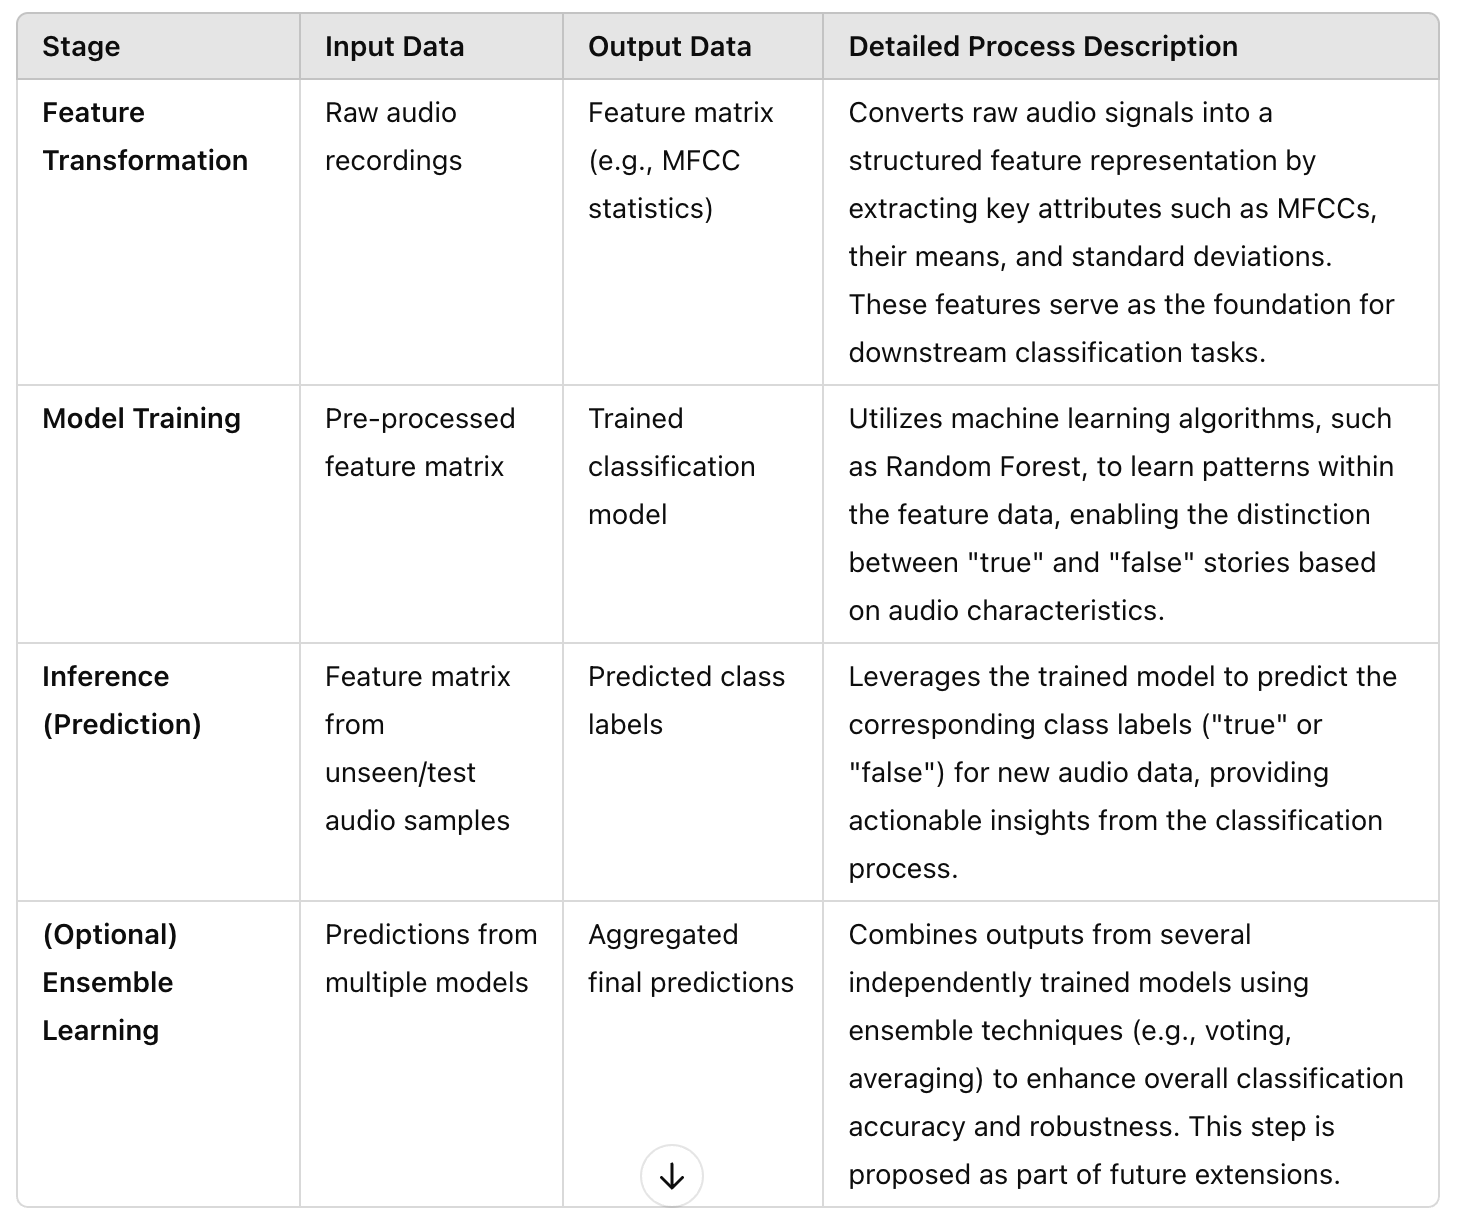 Stage
Input Data
Output Data
Detailed Process Description
Feature
Transformation
Raw audio
recordings
Feature matrix
(e.g., MFCC
statistics)
Converts raw audio signals into a
structured feature representation by
extracting key attributes such as MFCCs,
their means, and standard deviations.
These features serve as the foundation for
downstream classification tasks.
Model Training
Pre-processed
feature matrix
Trained
classification
model
Utilizes machine learning algorithms, such
as Random Forest, to learn patterns within
the feature data, enabling the distinction
between "true" and "false" stories based
on audio characteristics.
Inference
(Prediction)
Feature matrix
from
unseen/test
audio samples
Predicted class
labels
Leverages the trained model to predict the
corresponding class labels ("true" or
"false") for new audio data, providing
actionable insights from the classification
process.
(Optional)
Ensemble
Learning
Predictions from
multiple models
Aggregated
final predictions
Combines outputs from several
independently trained models using
ensemble techniques (e.g., voting,
averaging) to enhance overall classification
accuracy and robustness. This step is
proposed as part of future extensions.